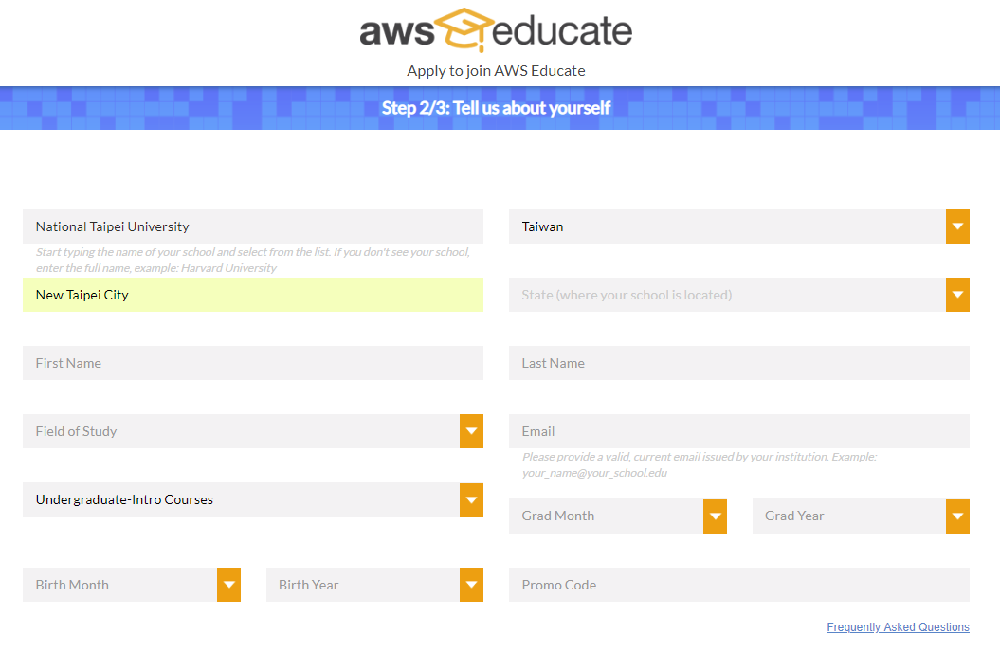 aws educate
Apply to join AWS Educate
Step 2/3: Tell us about yourself
National Taipei University
Taiwan
Start typing the name of your school and select from the list. If you don't see your school,
enter the full name, example: Harvard University
New Taipei City
State (where your school is located)
First Name
Last Name
Field of Study
Email
Please provide a valid, current email issued by your institution. Example:
your_name@your_school.edu
Undergraduate-Intro Courses
Grad Month
Grad Year
Birth Month
Birth Year
Promo Code
Frequently Asked Questions